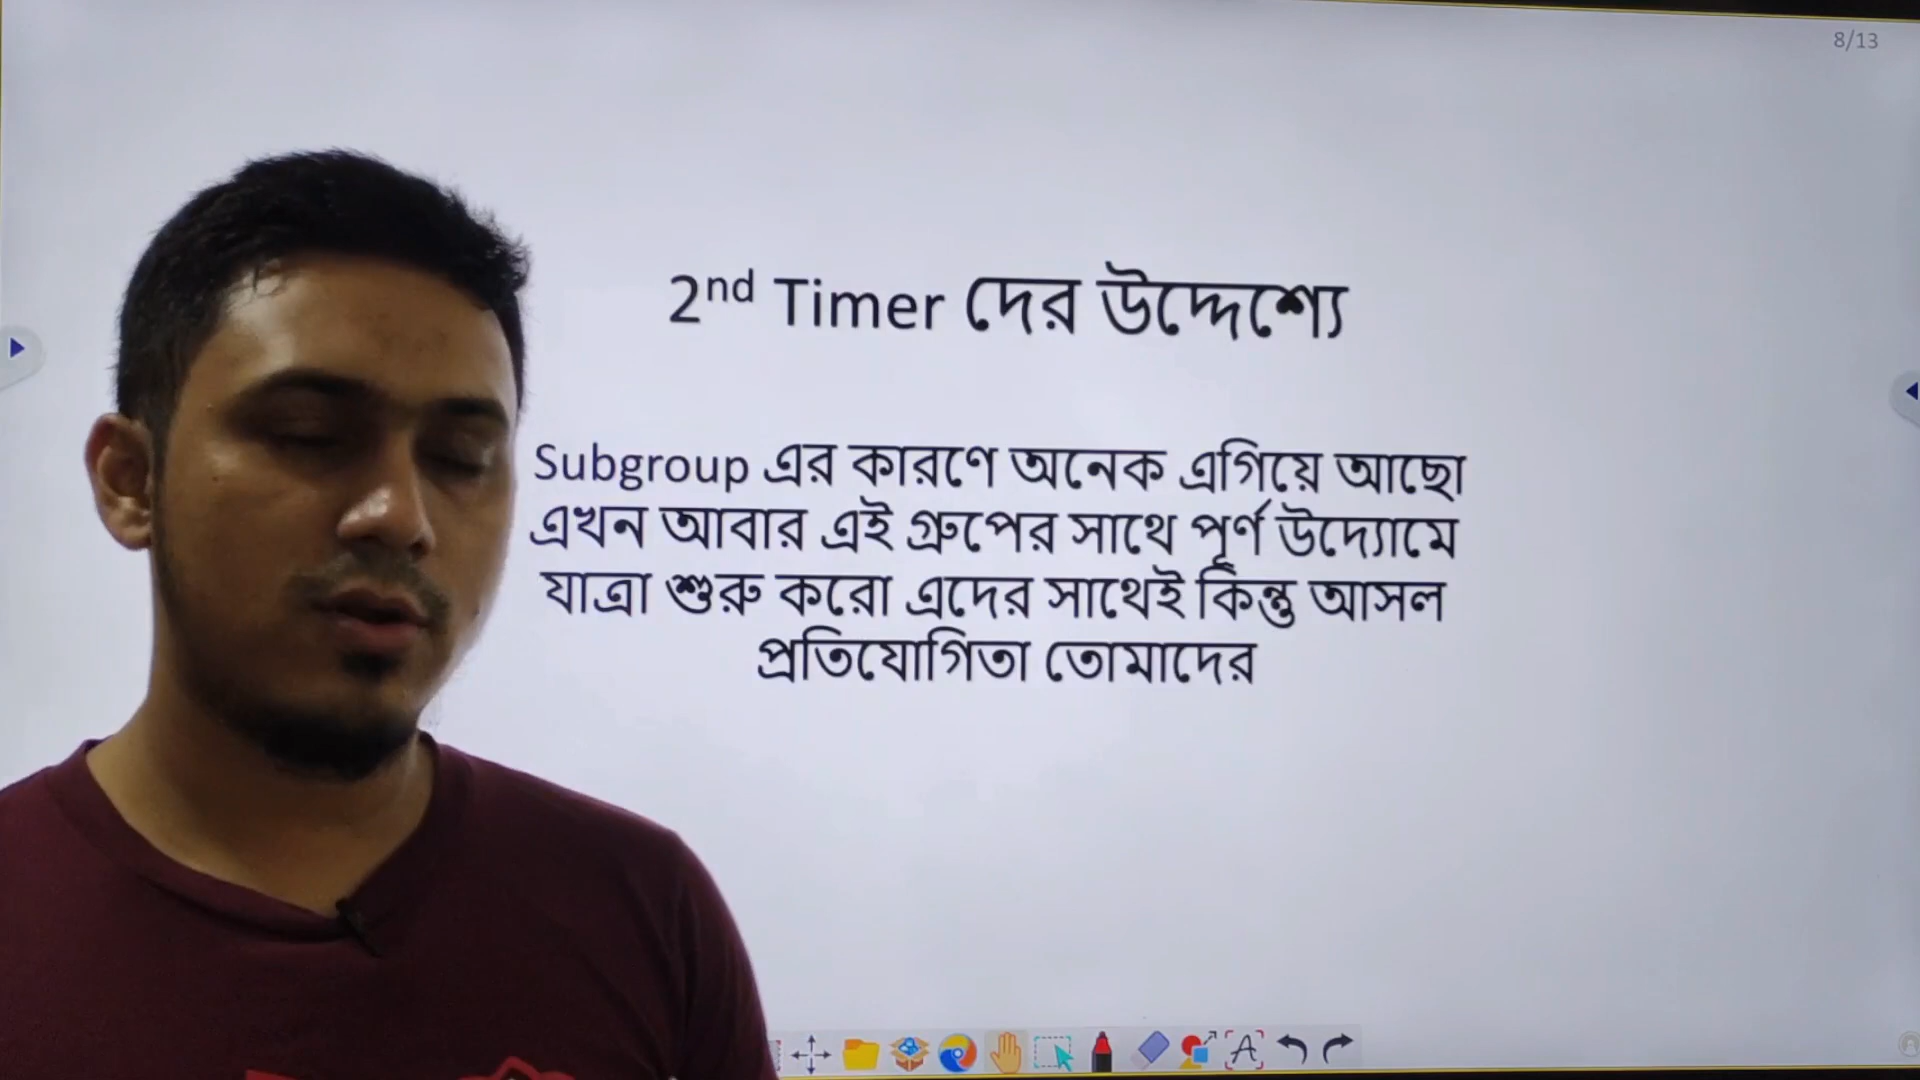 8/13
2nd Timer দের উদ্দেশ্যে
Subgroup এর কারণে অনেক এগিয়ে আছো
এখন আবার এই গ্রুপের সাথে পূর্ণ উদ্যোমে
যাত্রা শুরু করো এদের সাথেই কিন্তু আসল
প্রতিযোগিতা তোমাদের